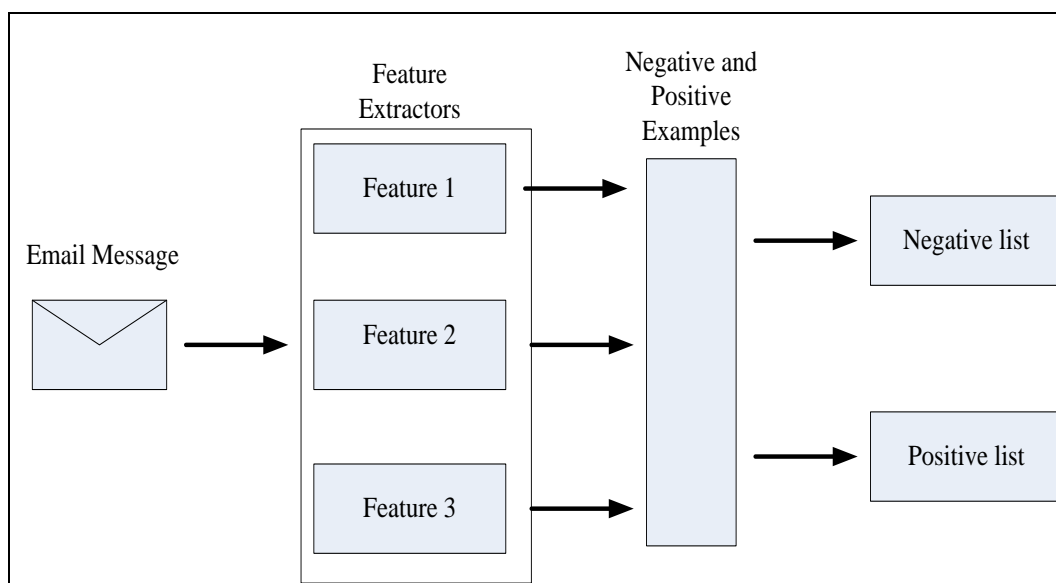 Email Message
Feature
Extractors
Feature 1
Feature 2
Feature 3
Negative and
Positive
Examples
Negative list
Positive list